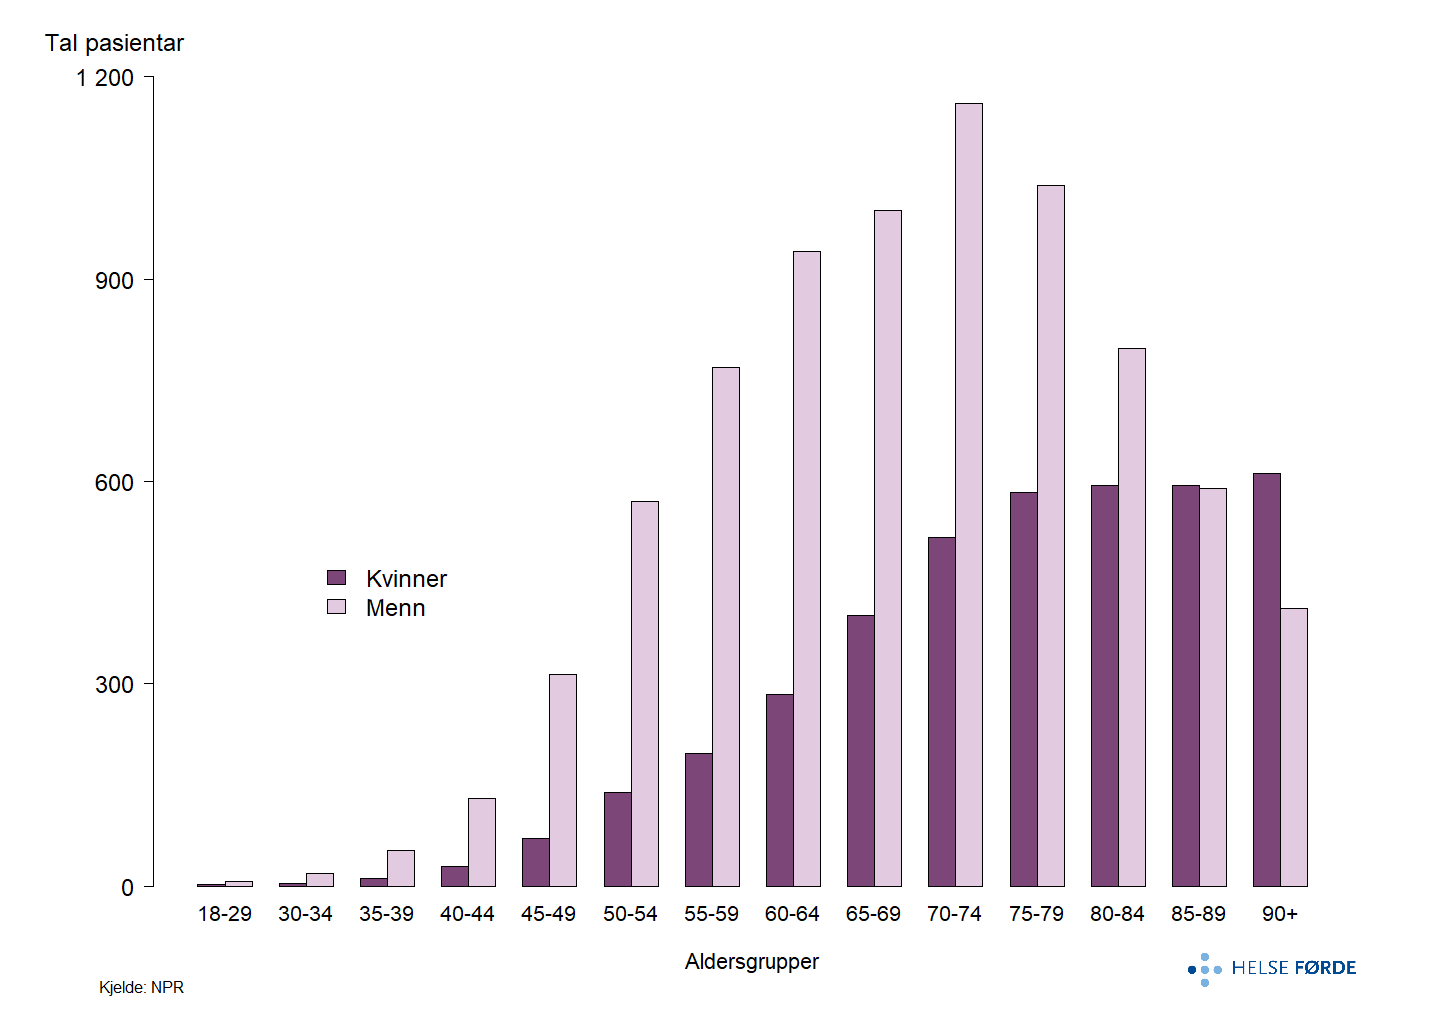 Tal pasientar
1 200
900
600
300
0
Kvinner
Menn
18-29 30-34 35-39 40-44 45-49 50-54 55-59 60-64 65-69 70-74 75-79 80-84 85-89 90+
Aldersgrupper
Kjelde: NPR
HELSE FØRDE